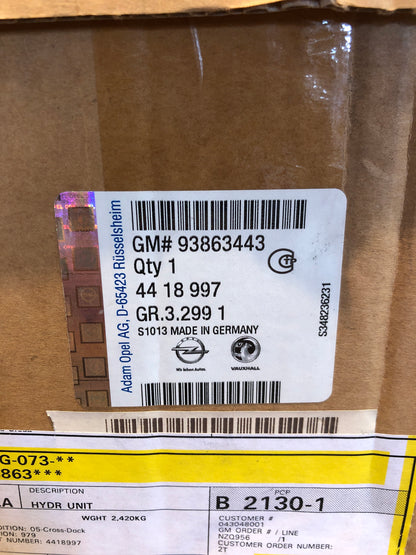 Adam Opel AG, D-65423 Rüsselsheim
GM# 93863443
Qty 1
44 18 997
GR.3.299 1
S1013 MADE IN GERMANY
Wir leben Autos.
VAUXHALL
S348236231
G-073-**
863***
A
DESCRIPTION
HYDR UNIT
WGHT 2,420KG
DITION: 05-Cross-Dock
TION: 979
T NUMBER: 4418997
PCP
B 2130-1
CUSTOMER #
043048001
GM ORDER # / LINE
NZQ956 /1
CUSTOMER ORDER NUMBER:
2T